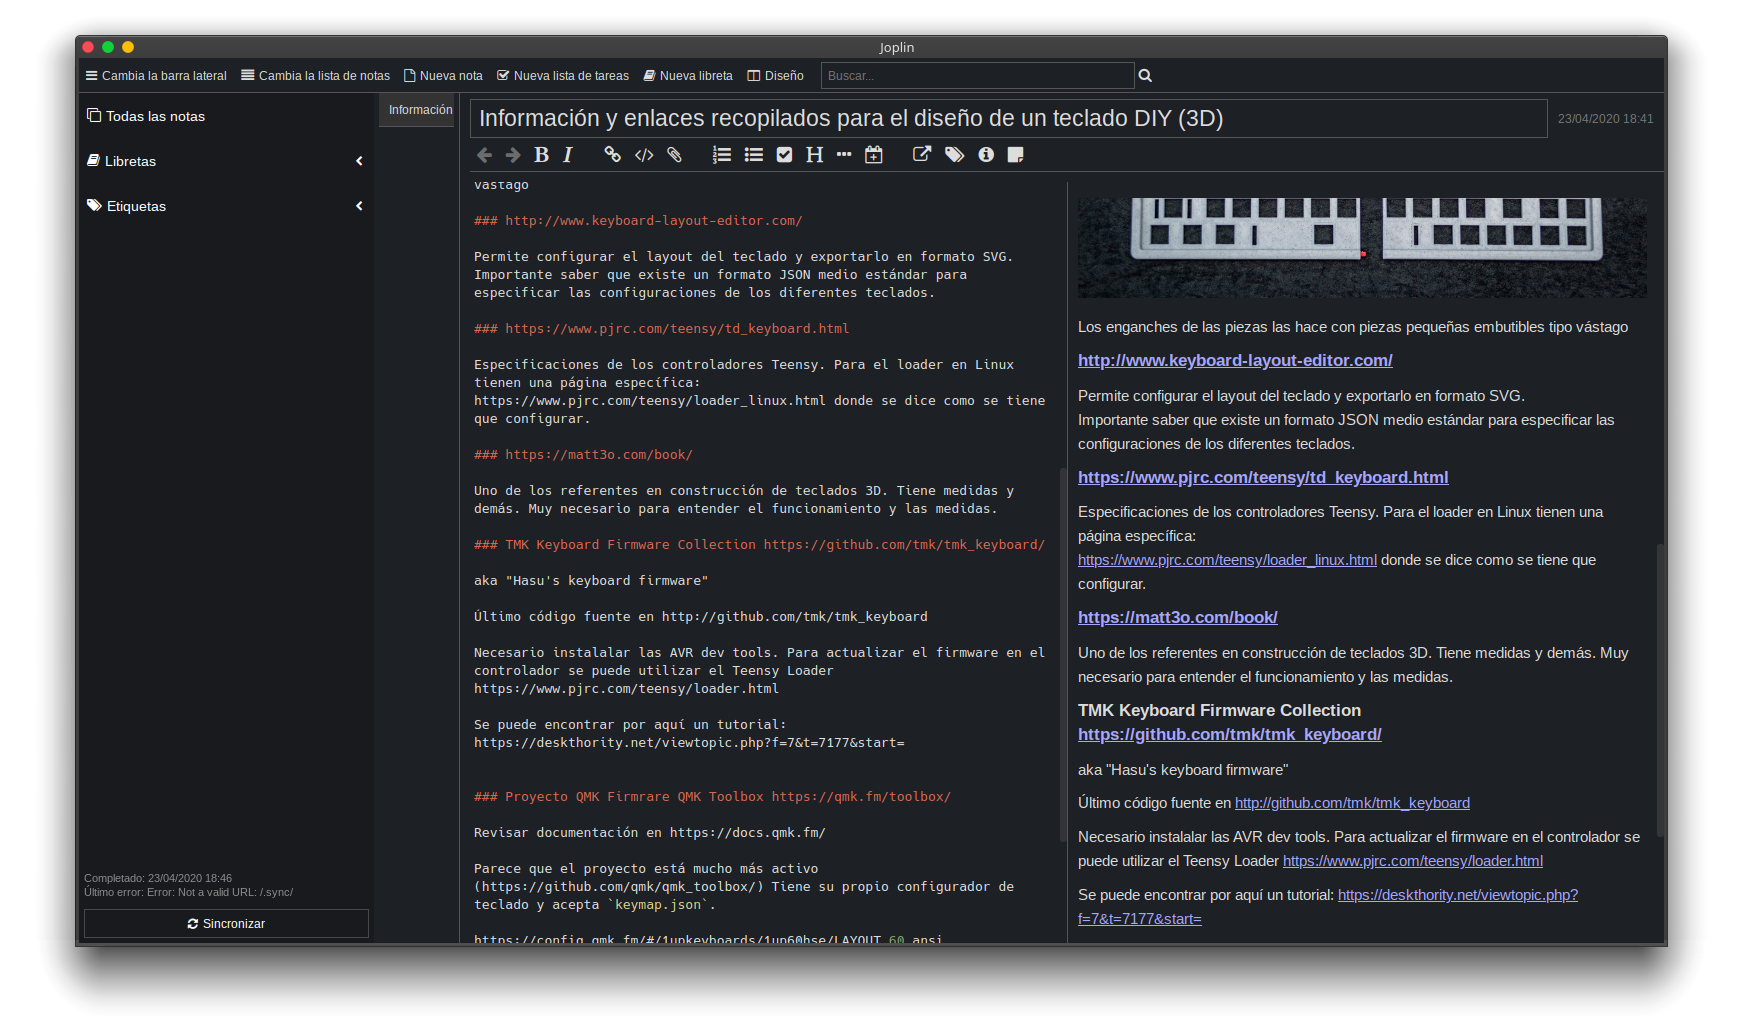 Joplin
Cambia la barra lateral Cambia la lista de notas Nueva nota Nueva lista de tareas Nueva libreta Diseño Buscar...
Todas las notas
Libretas
Etiquetas
Completado: 23/04/2020 18:46
Último error: Error: Not a valid URL: /.sync/
Sincronizar
Información
Información y enlaces recopilados para el diseño de un teclado DIY (3D)
23/04/2020 18:41
vástago
### http://www.keyboard-layout-editor.com/
Permite configurar el layout del teclado y exportarlo en formato SVG.
Importante saber que existe un formato JSON medio estándar para
especificar las configuraciones de los diferentes teclados.
### https://www.pjrc.com/teensy/td_keyboard.html
Especificaciones de los controladores Teensy. Para el loader en Linux
tienen una página específica:
https://www.pjrc.com/teensy/loader_linux.html donde se dice como se tiene
que configurar.
### https://matt3o.com/book/
Uno de los referentes en construcción de teclados 3D. Tiene medidas y
demás. Muy necesario para entender el funcionamiento y las medidas.
### TMK Keyboard Firmware Collection https://github.com/tmk/tmk_keyboard/
aka "Hasu's keyboard firmware"
Último código fuente en http://github.com/tmk/tmk_keyboard
Necesario instalalar las AVR dev tools. Para actualizar el firmware en el
controlador se puede utilizar el Teensy Loader
https://www.pjrc.com/teensy/loader.html
Se puede encontrar por aquí un tutorial:
https://deskthority.net/viewtopic.php?f=7&t=7177&start=
### Proyecto QMK Firmrare QMK Toolbox https://qmk.fm/toolbox/
Revisar documentación en https://docs.qmk.fm/
Parece que el proyecto está mucho más activo
(https://github.com/qmk/qmk_toolbox/) Tiene su propio configurador de
teclado y acepta `keymap.json`.
https://config.qmk.fm/#/1upkeyboards/1up60hse/LAYOUT_60_ansi
Los enganches de las piezas las hace con piezas pequeñas embutibles tipo vástago
http://www.keyboard-layout-editor.com/
Permite configurar el layout del teclado y exportarlo en formato SVG.
Importante saber que existe un formato JSON medio estándar para especificar las
configuraciones de los diferentes teclados.
https://www.pjrc.com/teensy/td_keyboard.html
Especificaciones de los controladores Teensy. Para el loader en Linux tienen una
página específica:
https://www.pjrc.com/teensy/loader_linux.html donde se dice como se tiene que
configurar.
https://matt3o.com/book/
Uno de los referentes en construcción de teclados 3D. Tiene medidas y demás. Muy
necesario para entender el funcionamiento y las medidas.
TMK Keyboard Firmware Collection
https://github.com/tmk/tmk_keyboard/
aka "Hasu's keyboard firmware"
Último código fuente en http://github.com/tmk/tmk_keyboard
Necesario instalalar las AVR dev tools. Para actualizar el firmware en el controlador se
puede utilizar el Teensy Loader https://www.pjrc.com/teensy/loader.html
Se puede encontrar por aquí un tutorial: https://deskthority.net/viewtopic.php?
f=7&t=7177&start=